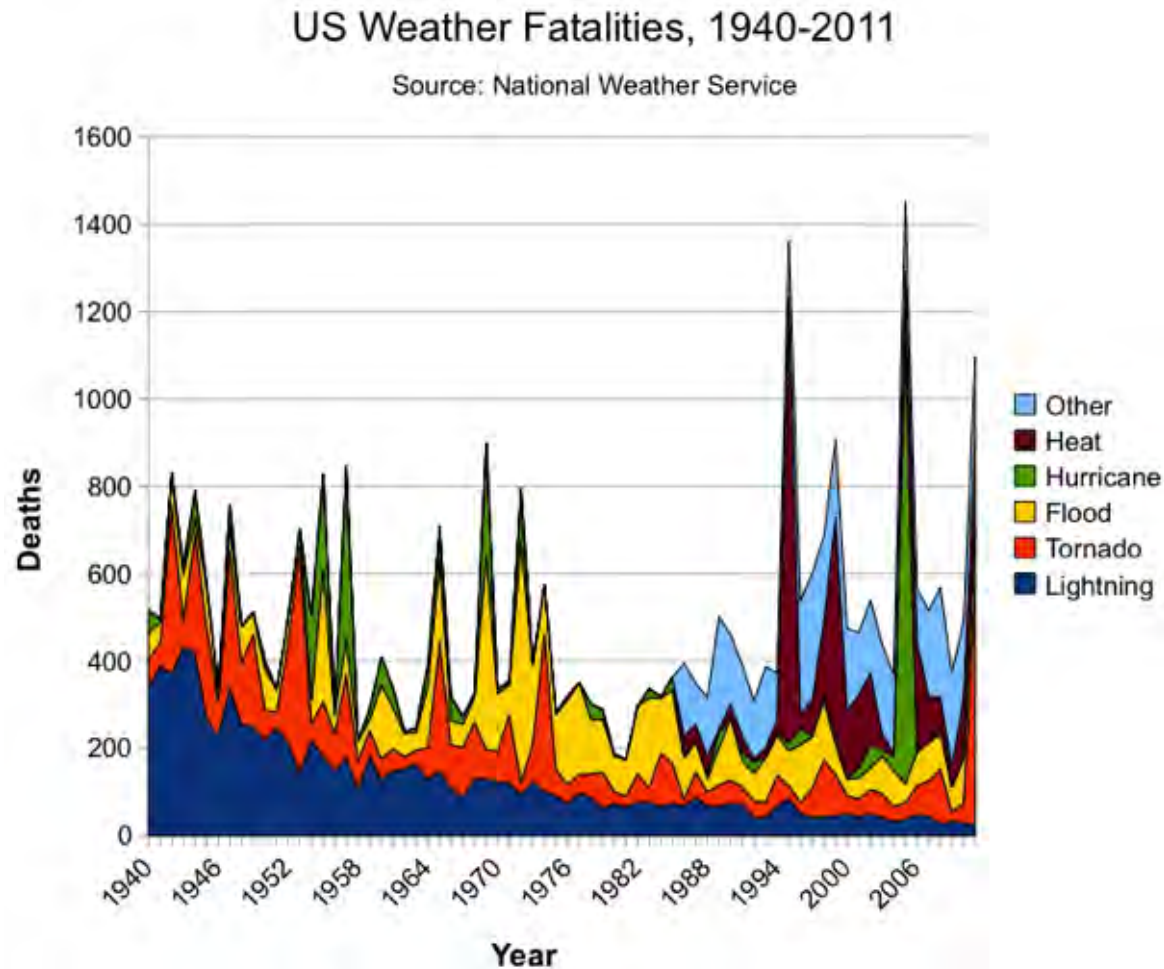 US Weather Fatalities, 1940-2011
Source: National Weather Service
1600
1400
1200
1000
800
600
400
200
0
Deaths
1940
1946
1952
1958
1964
1970
1976
1982
1988
1994
2000
2006
Year
Other
Heat
Hurricane
Flood
Tornado
Lightning